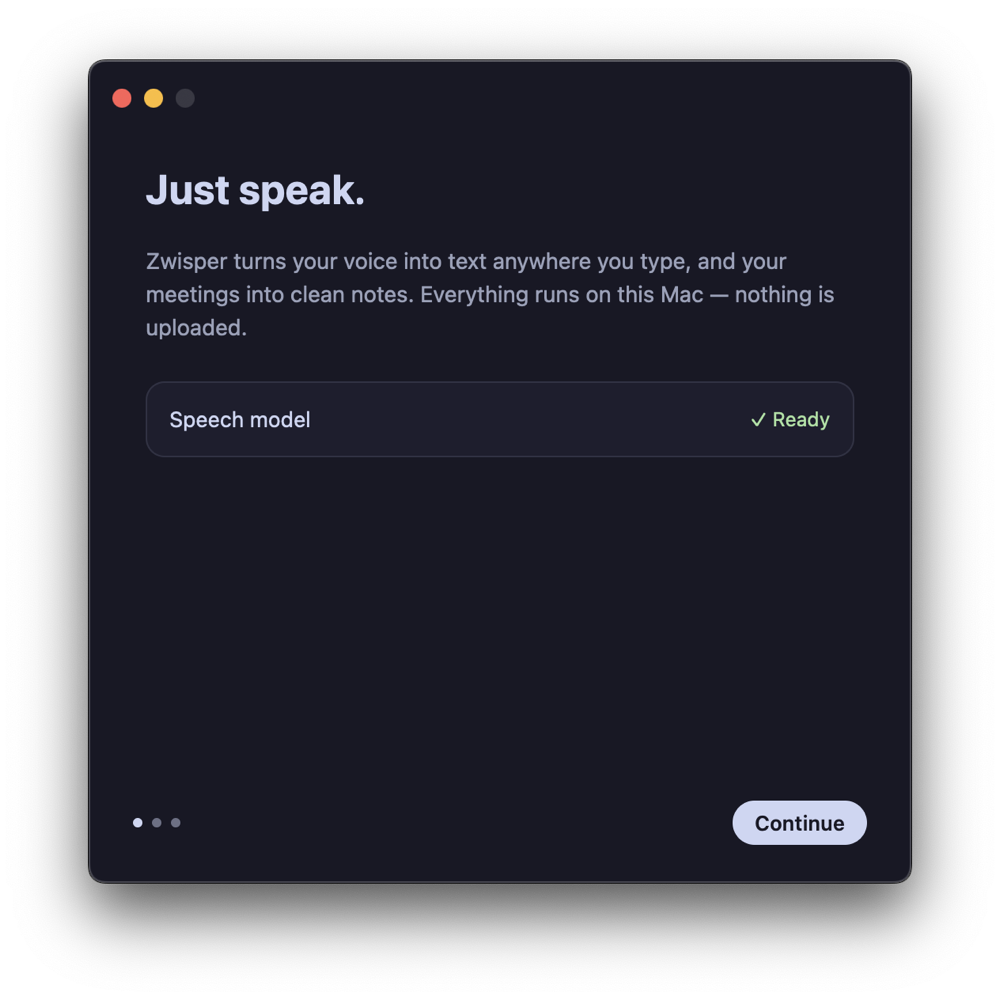 Just speak.
Zwisper turns your voice into text anywhere you type, and your
meetings into clean notes. Everything runs on this Mac — nothing is
uploaded.
Speech model ✓ Ready
Continue